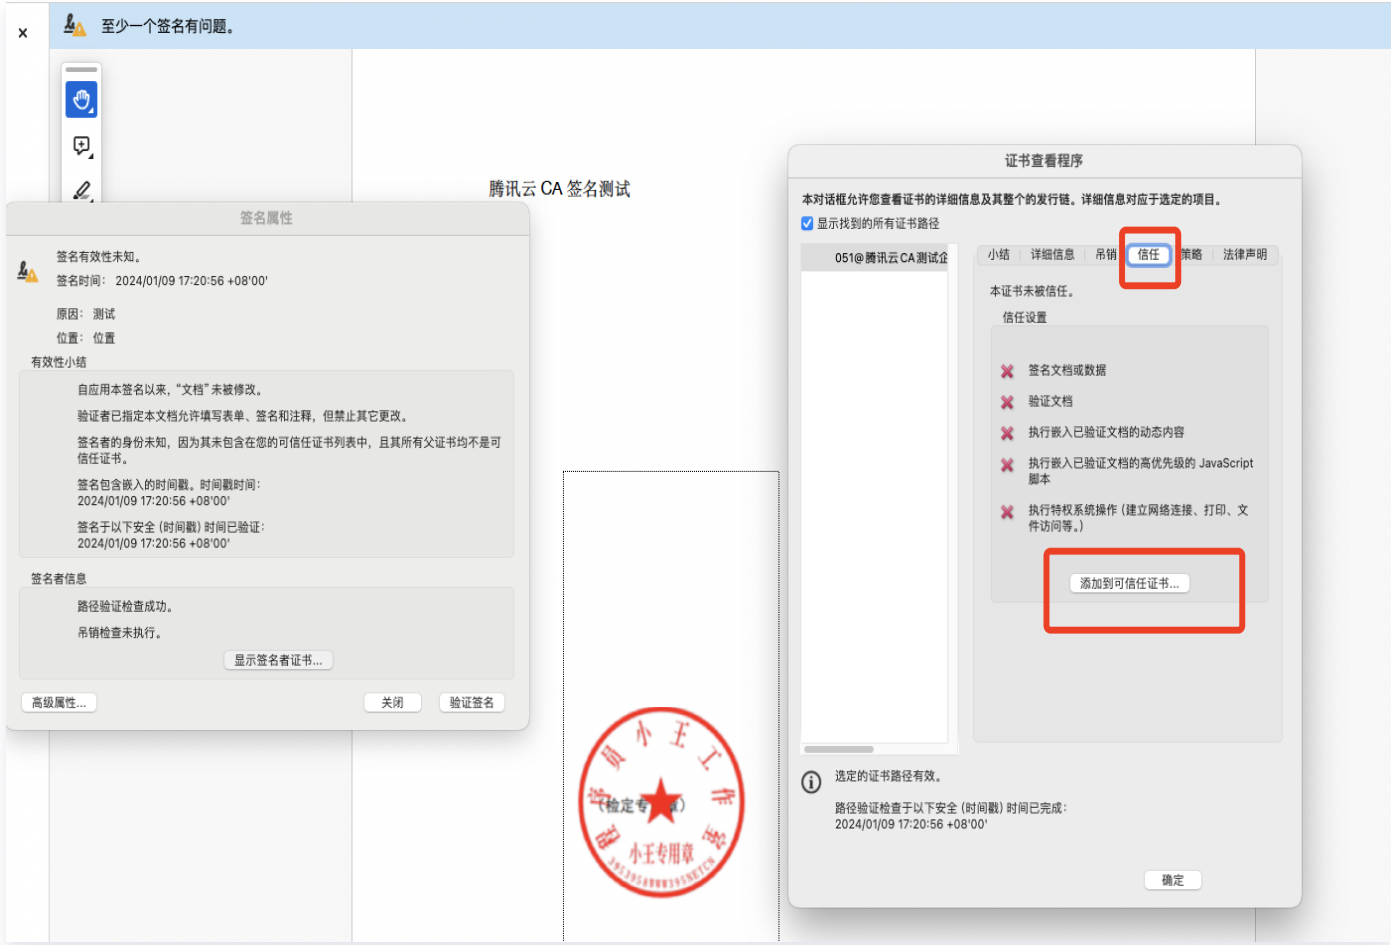 至少一个签名有问题。
腾讯云 CA 签名测试
签名属性
签名有效性未知。
签名时间： 2024/01/09 17:20:56 +08'00'
原因： 测试
位置： 位置
有效性小结
自应用本签名以来，“文档”未被修改。
验证者已指定本文档允许填写表单、签名和注释，但禁止其它更改。
签名者的身份未知，因为其未包含在您的可信任证书列表中，且其所有父证书均不是可
信任证书。
签名包含嵌入的时间戳。时间戳时间：
2024/01/09 17:20:56 +08'00'
签名于以下安全 (时间戳) 时间已验证：
2024/01/09 17:20:56 +08'00'
签名者信息
路径验证检查成功。
吊销检查未执行。
显示签名者证书...
高级属性...
关闭
验证签名
证书查看程序
本对话框允许您查看证书的详细信息及其整个的发行链。详细信息对应于选定的项目。
显示找到的所有证书路径
051@腾讯云CA测试企
小结 详细信息 吊销 信任 策略 法律声明
本证书未被信任。
信任设置
签名文档或数据
验证文档
执行嵌入已验证文档的动态内容
执行嵌入已验证文档的高优先级的 JavaScript
脚本
执行特权系统操作 (建立网络连接、打印、文
件访问等。)
添加到可信任证书...
选定的证书路径有效。
路径验证检查于以下安全 (时间戳) 时间已完成：
2024/01/09 17:20:56 +08'00'
确定
员小王工作室
(检定专 章)
小王专用章